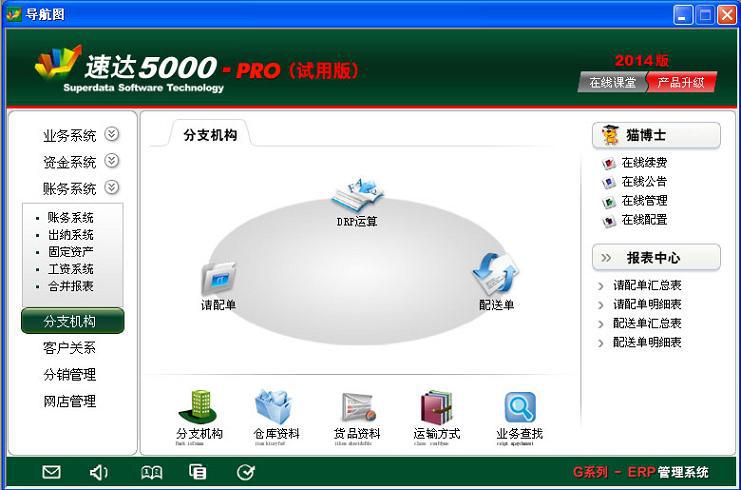 导航图
速达5000-PRO（试用版）
Superdata Software Technology
2014版
在线课堂 产品升级
业务系统
资金系统
账务系统
账务系统
出纳系统
固定资产
工资系统
合并报表
分支机构
客户关系
分销管理
网店管理
分支机构
DRP运算
请配单
配送单
分支机构
仓库资料
货品资料
运输方式
业务查找
猫博士
在线续费
在线公告
在线管理
在线配置
报表中心
请配单汇总表
请配单明细表
配送单汇总表
配送单明细表
G系列 - ERP管理系统